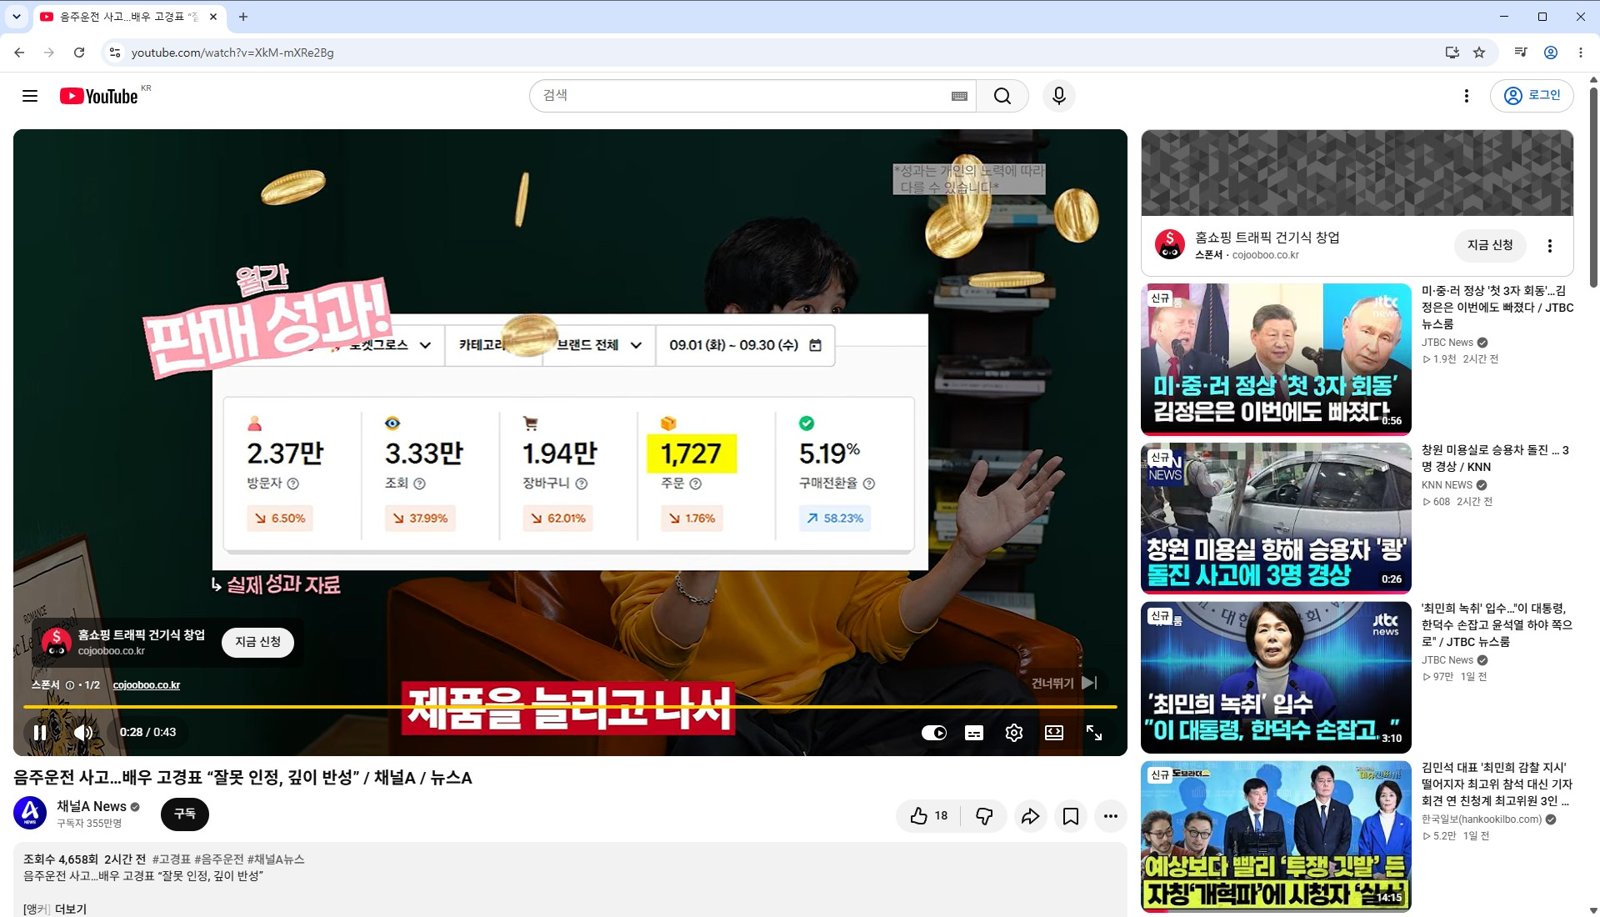 음주운전 사고...배우 고경표 “잘
youtube.com/watch?v=XkM-mXRe2Bg
YouTube KR
검색
로그인
*성과는 개인의 노력에 따라
다를 수 있습니다*
월간
판매 성과!
카테고리
브랜드 전체
09.01 (화) ~ 09.30 (수)
2.37만
3.33만
1.94만
1,727
5.19%
방문자
조회
장바구니
주문
구매전환율
6.50%
37.99%
62.01%
1.76%
58.23%
↳ 실제 성과 자료
홈쇼핑 트래픽 건기식 창업
cojooboo.co.kr
지금 신청
스폰서 · 1/2 cojooboo.co.kr
건너뛰기
제품을 늘리고 나서
0:28 / 0:43
음주운전 사고...배우 고경표 “잘못 인정, 깊이 반성” / 채널A / 뉴스A
채널A News
구독자 355만명
구독
18
조회수 4,658회 2시간 전 #고경표 #음주운전 #채널A뉴스
음주운전 사고...배우 고경표 “잘못 인정, 깊이 반성”
[앵커] 더보기
홈쇼핑 트래픽 건기식 창업
스폰서 · cojooboo.co.kr
지금 신청
신규
jtbc
news
미·중·러 정상 '첫 3자 회동'
김정은은 이번에도 빠졌다
0:56
미·중·러 정상 '첫 3자 회동'...김
정은은 이번에도 빠졌다 / JTBC
뉴스룸
JTBC News
1.9천 2시간 전
신규
KNN
NEWS
창원 미용실 향해 승용차 '쾅'
돌진 사고에 3명 경상
0:26
창원 미용실로 승용차 돌진 ... 3
명 경상 / KNN
KNN NEWS
608 2시간 전
신규
jtbc
news
'최민희 녹취' 입수
"이 대통령, 한덕수 손잡고.."
3:10
'최민희 녹취' 입수..."이 대통령,
한덕수 손잡고 윤석열 하야 쪽으
로" / JTBC 뉴스룸
JTBC News
97만 1일 전
신규
예상보다 빨리 '투쟁 깃발' 든
자칭'개혁파'에 시청자 '실소'
14:15
김민석 대표 '최민희 감찰 지시'
떨어지자 최고위 참석 대신 기자
회견 연 친청계 최고위원 3인 ...
한국일보(hankookilbo.com)
5.2만 1일 전